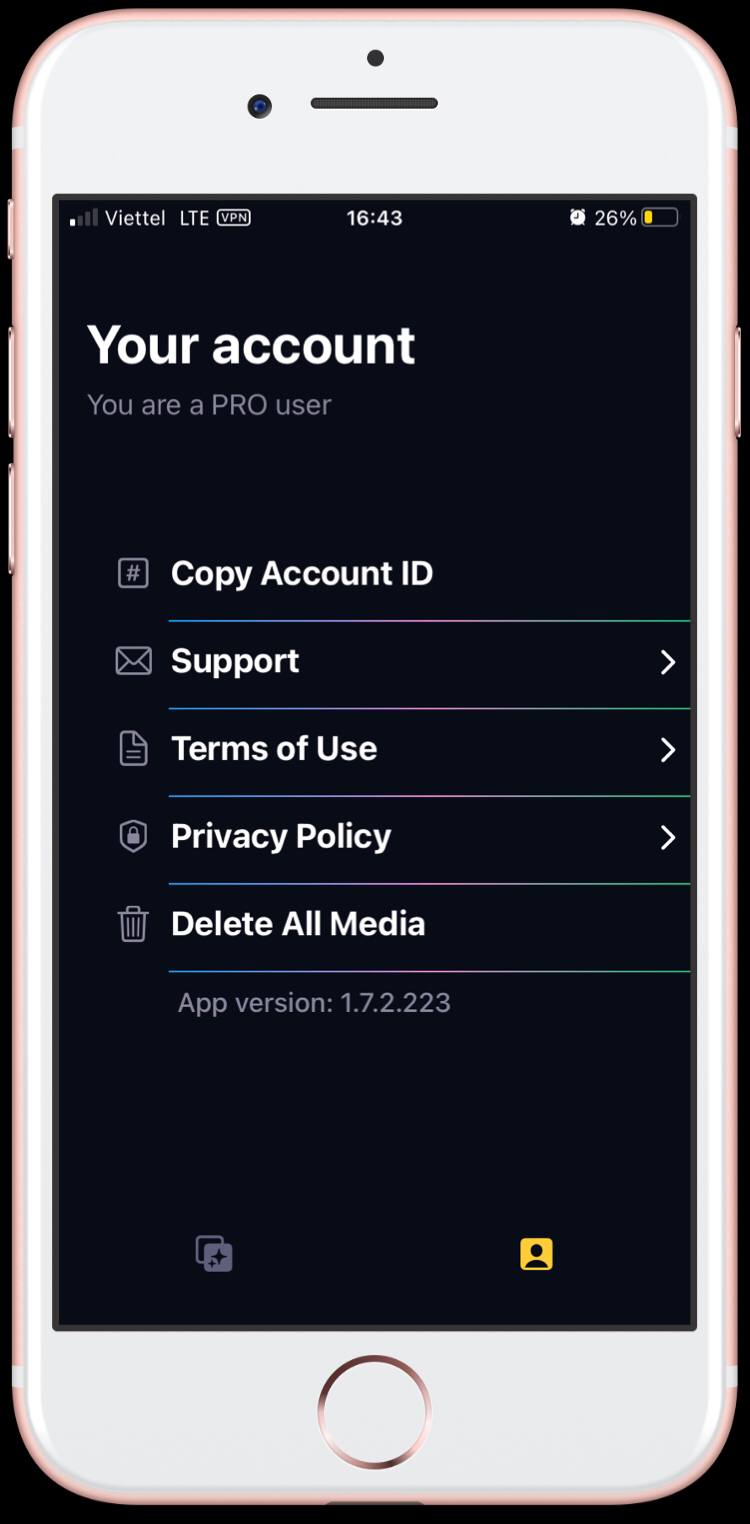 Viettel LTE VPN 16:43 26%
Your account
You are a PRO user
# Copy Account ID
Support
Terms of Use
Privacy Policy
Delete All Media
App version: 1.7.2.223